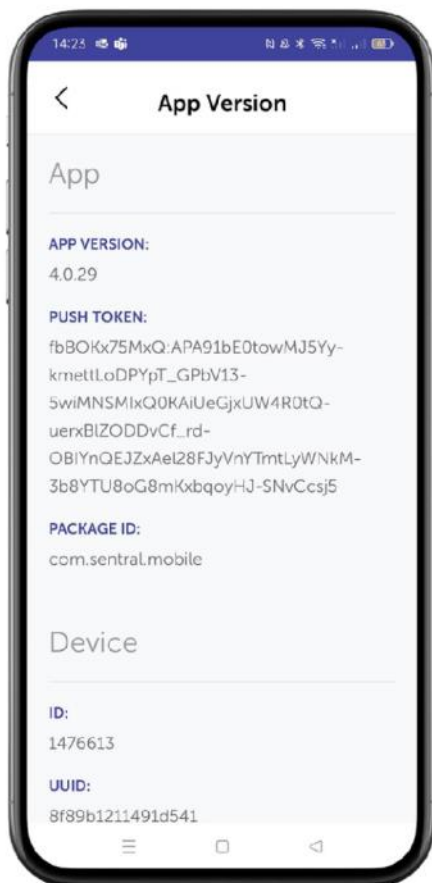 14:23
App Version
App
APP VERSION:
4.0.29
PUSH TOKEN:
fbBOKx75MxQ:APA91bE0towMJ5Yy-
kmettLoDPYpT_GPbV13-
5wiMNSMIxQ0KAiUeGjxUW4R0tQ-
uerxBlZODDvCf_rd-
OBIYnQEJZxAel28FJyVnYTmtLyWNkM-
3b8YTU8oG8mKxbqoyHJ-SNvCcsj5
PACKAGE ID:
com.sentral.mobile
Device
ID:
1476613
UUID:
8f89b1211491d541